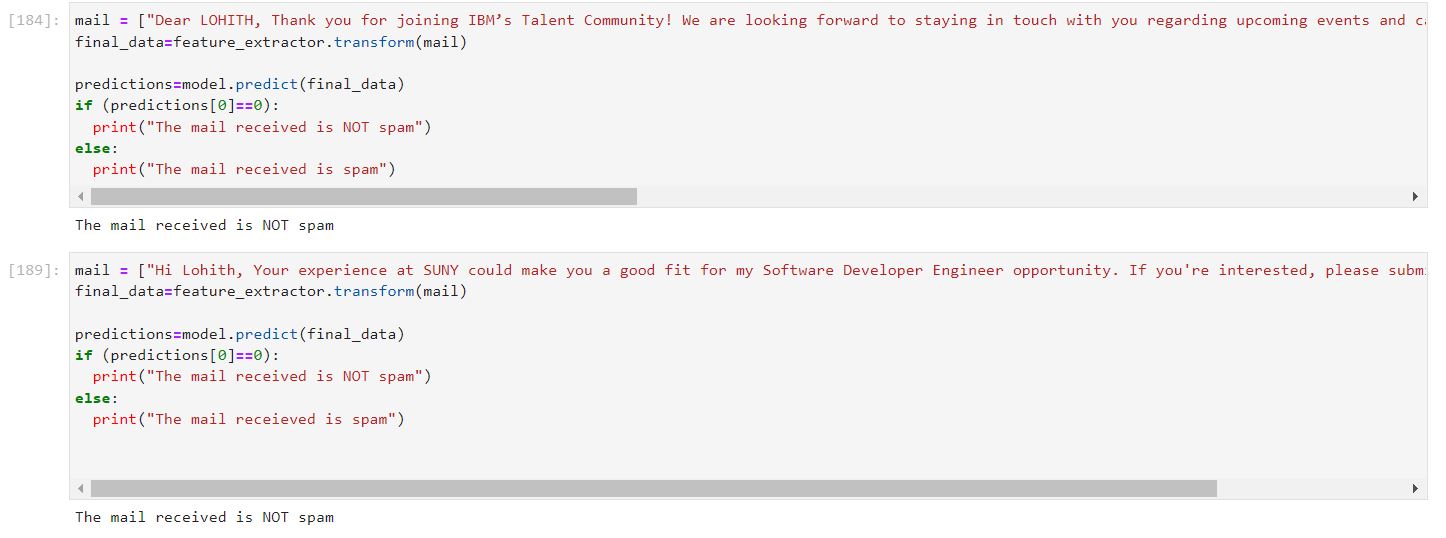 [184]: mail = ["Dear LOHITH, Thank you for joining IBM’s Talent Community! We are looking forward to staying in touch with you regarding upcoming events and
final_data=feature_extractor.transform(mail)
predictions=model.predict(final_data)
if (predictions[0]==0):
print("The mail received is NOT spam")
else:
print("The mail received is spam")
The mail received is NOT spam
[189]: mail = ["Hi Lohith, Your experience at SUNY could make you a good fit for my Software Developer Engineer opportunity. If you're interested, please
final_data=feature_extractor.transform(mail)
predictions=model.predict(final_data)
if (predictions[0]==0):
print("The mail received is NOT spam")
else:
print("The mail receieved is spam")
The mail received is NOT spam